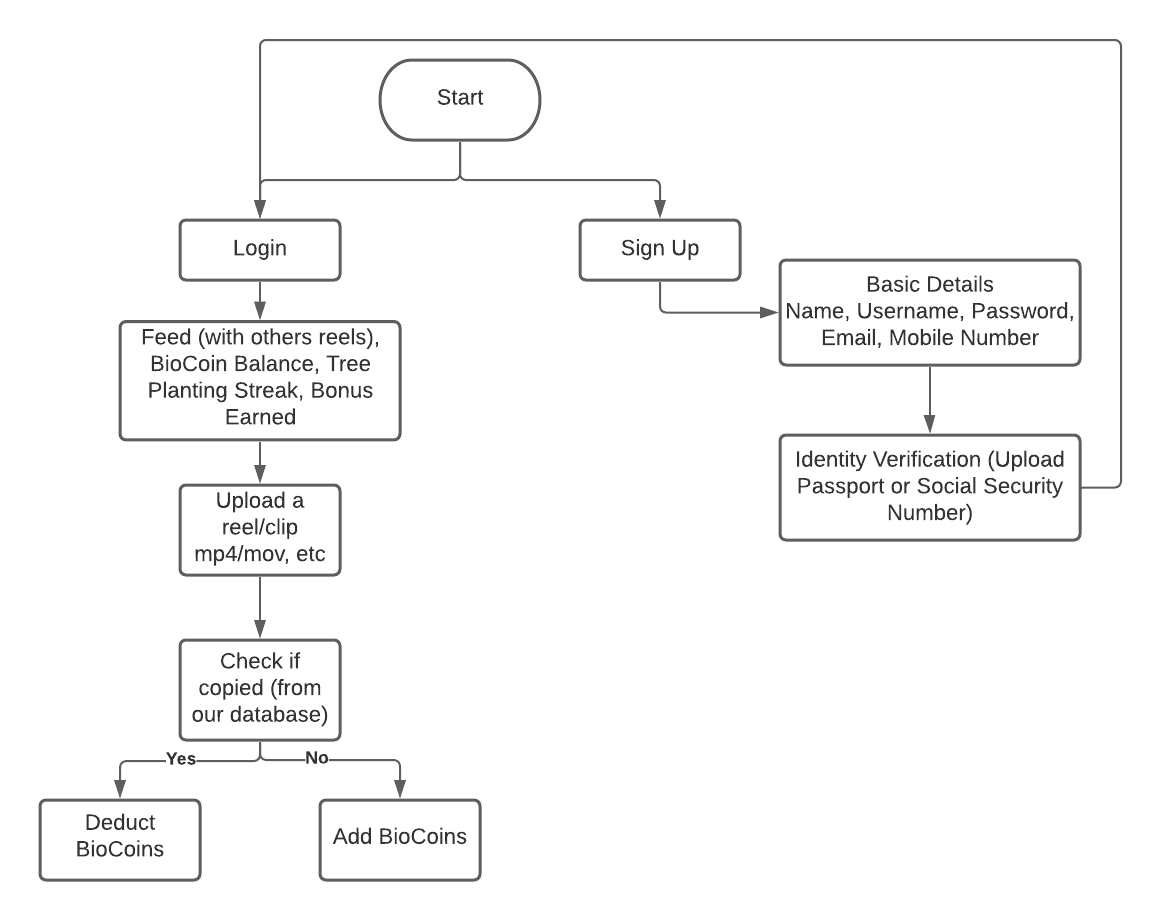 Start
Login
Sign Up
Basic Details
Name, Username, Password,
Email, Mobile Number
Feed (with others reels),
BioCoin Balance, Tree
Planting Streak, Bonus
Earned
Identity Verification (Upload
Passport or Social Security
Number)
Upload a
reel/clip
mp4/mov, etc
Check if
copied (from
our database)
Yes
No
Deduct
BioCoins
Add BioCoins